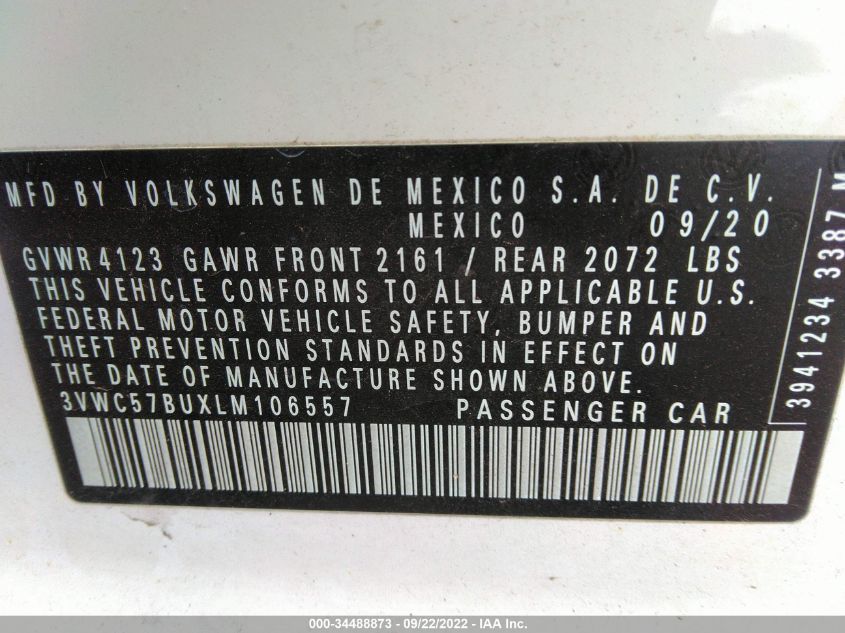 MFD BY VOLKSWAGEN DE MEXICO S.A. DE C.V.
MEXICO 09/20
GVWR 4123 GAWR FRONT 2161 / REAR 2072 LBS
THIS VEHICLE CONFORMS TO ALL APPLICABLE U.S.
FEDERAL MOTOR VEHICLE SAFETY, BUMPER AND
THEFT PREVENTION STANDARDS IN EFFECT ON
THE DATE OF MANUFACTURE SHOWN ABOVE.
3VWC57BUXLM106557 PASSENGER CAR
3941234 3387 M
000-34488873 - 09/22/2022 - IAA Inc.